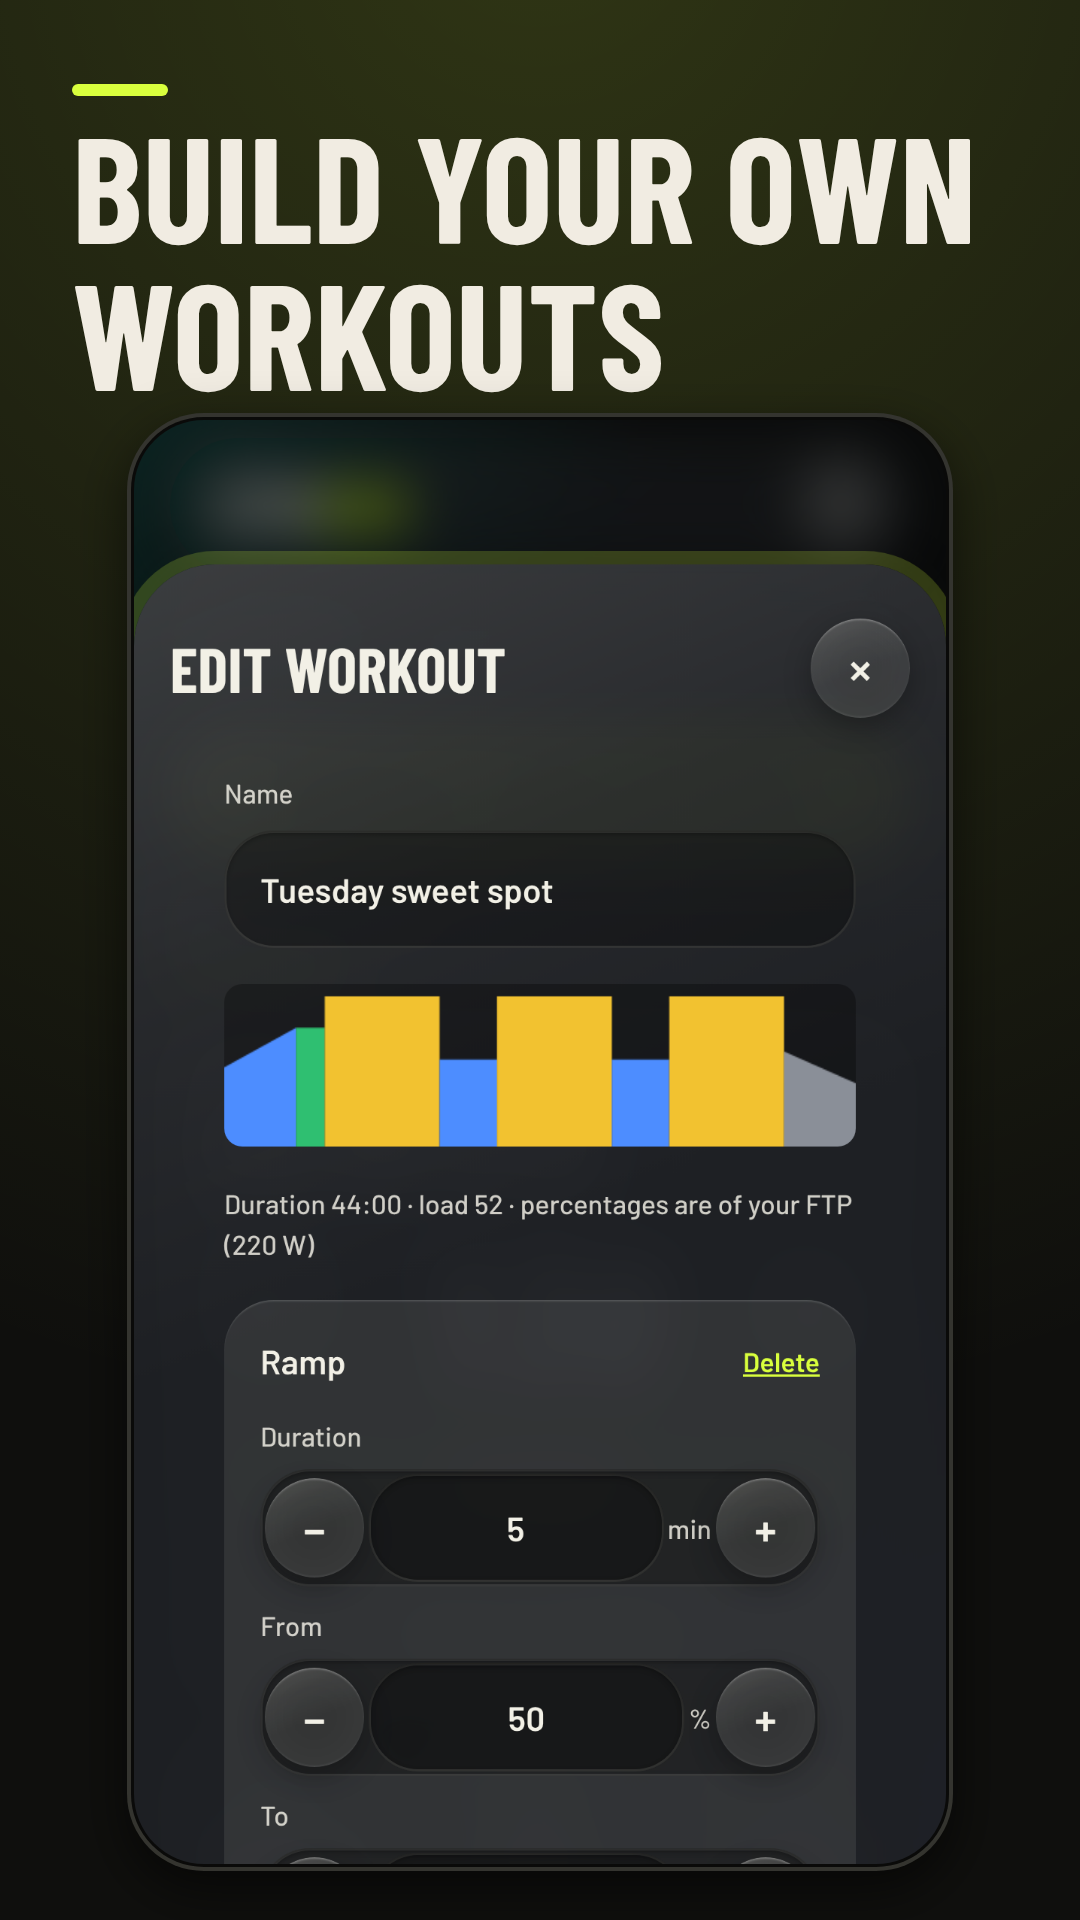 BUILD YOUR OWN
WORKOUTS
EDIT WORKOUT
×
Name
Tuesday sweet spot
Duration 44:00 · load 52 · percentages are of your FTP
(220 W)
Ramp
Delete
Duration
− 5 min +
From
− 50 % +
To